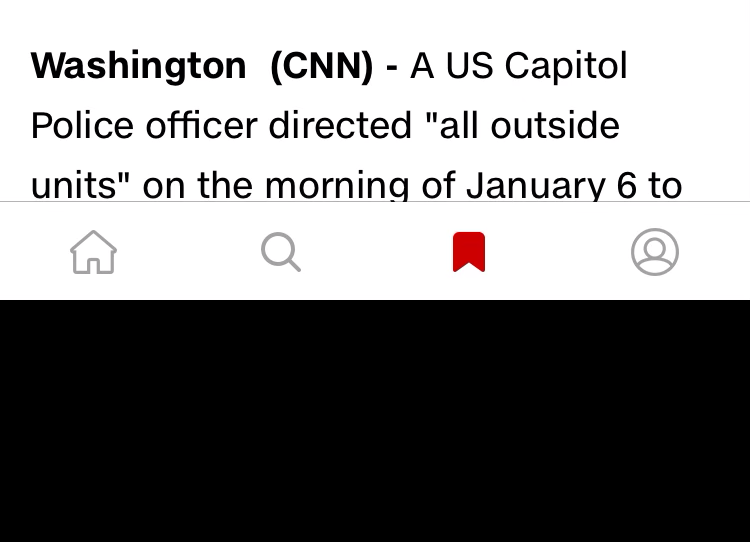 Washington (CNN) - A US Capitol
Police officer directed "all outside
units" on the morning of January 6 to